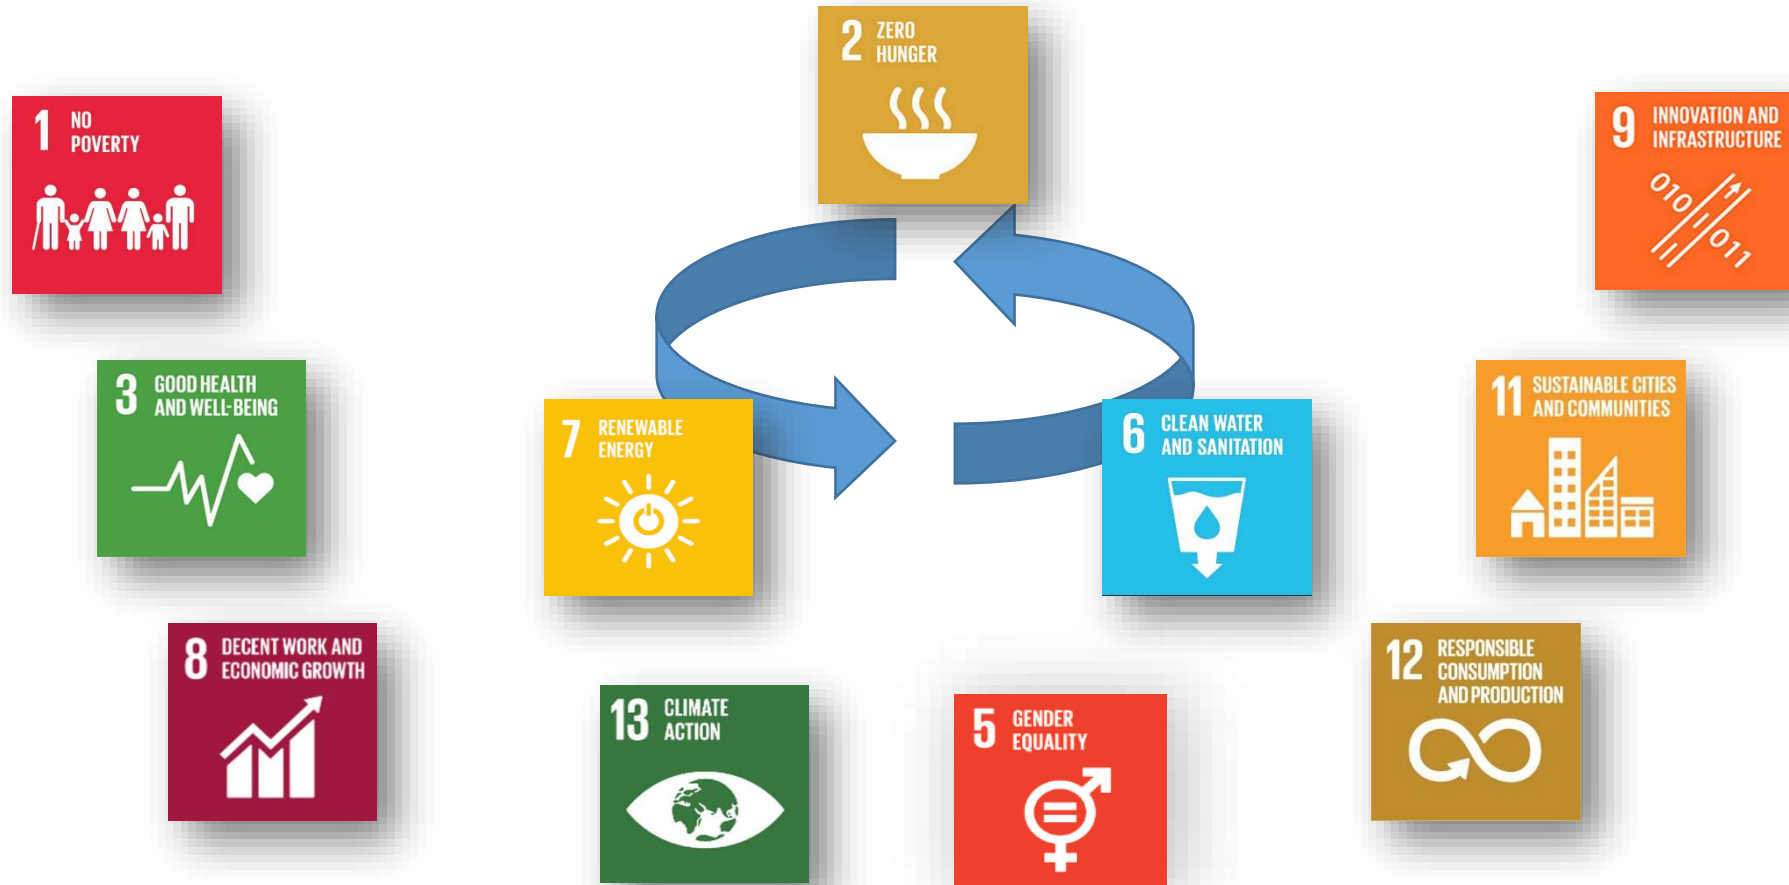 2 ZERO
HUNGER
1 NO
POVERTY
9 INNOVATION AND
INFRASTRUCTURE
010
011
3 GOOD HEALTH
AND WELL-BEING
7 RENEWABLE
ENERGY
6 CLEAN WATER
AND SANITATION
11 SUSTAINABLE CITIES
AND COMMUNITIES
8 DECENT WORK AND
ECONOMIC GROWTH
13 CLIMATE
ACTION
5 GENDER
EQUALITY
12 RESPONSIBLE
CONSUMPTION
AND PRODUCTION